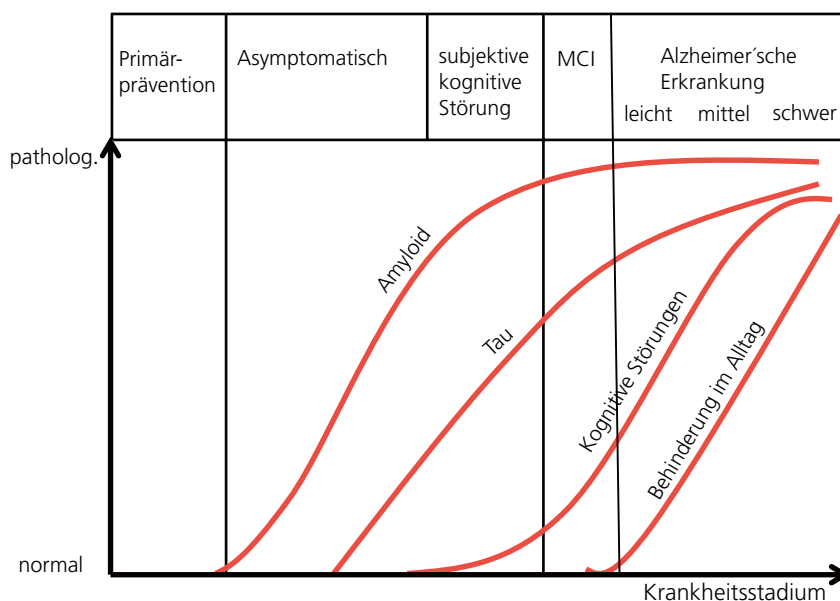 Primär-
prävention
Asymptomatisch
subjektive
kognitive
Störung
MCI
Alzheimer´sche
Erkrankung
leicht mittel schwer
patholog.
Amyloid
Tau
Kognitive Störungen
Behinderung im Alltag
normal
Krankheitsstadium